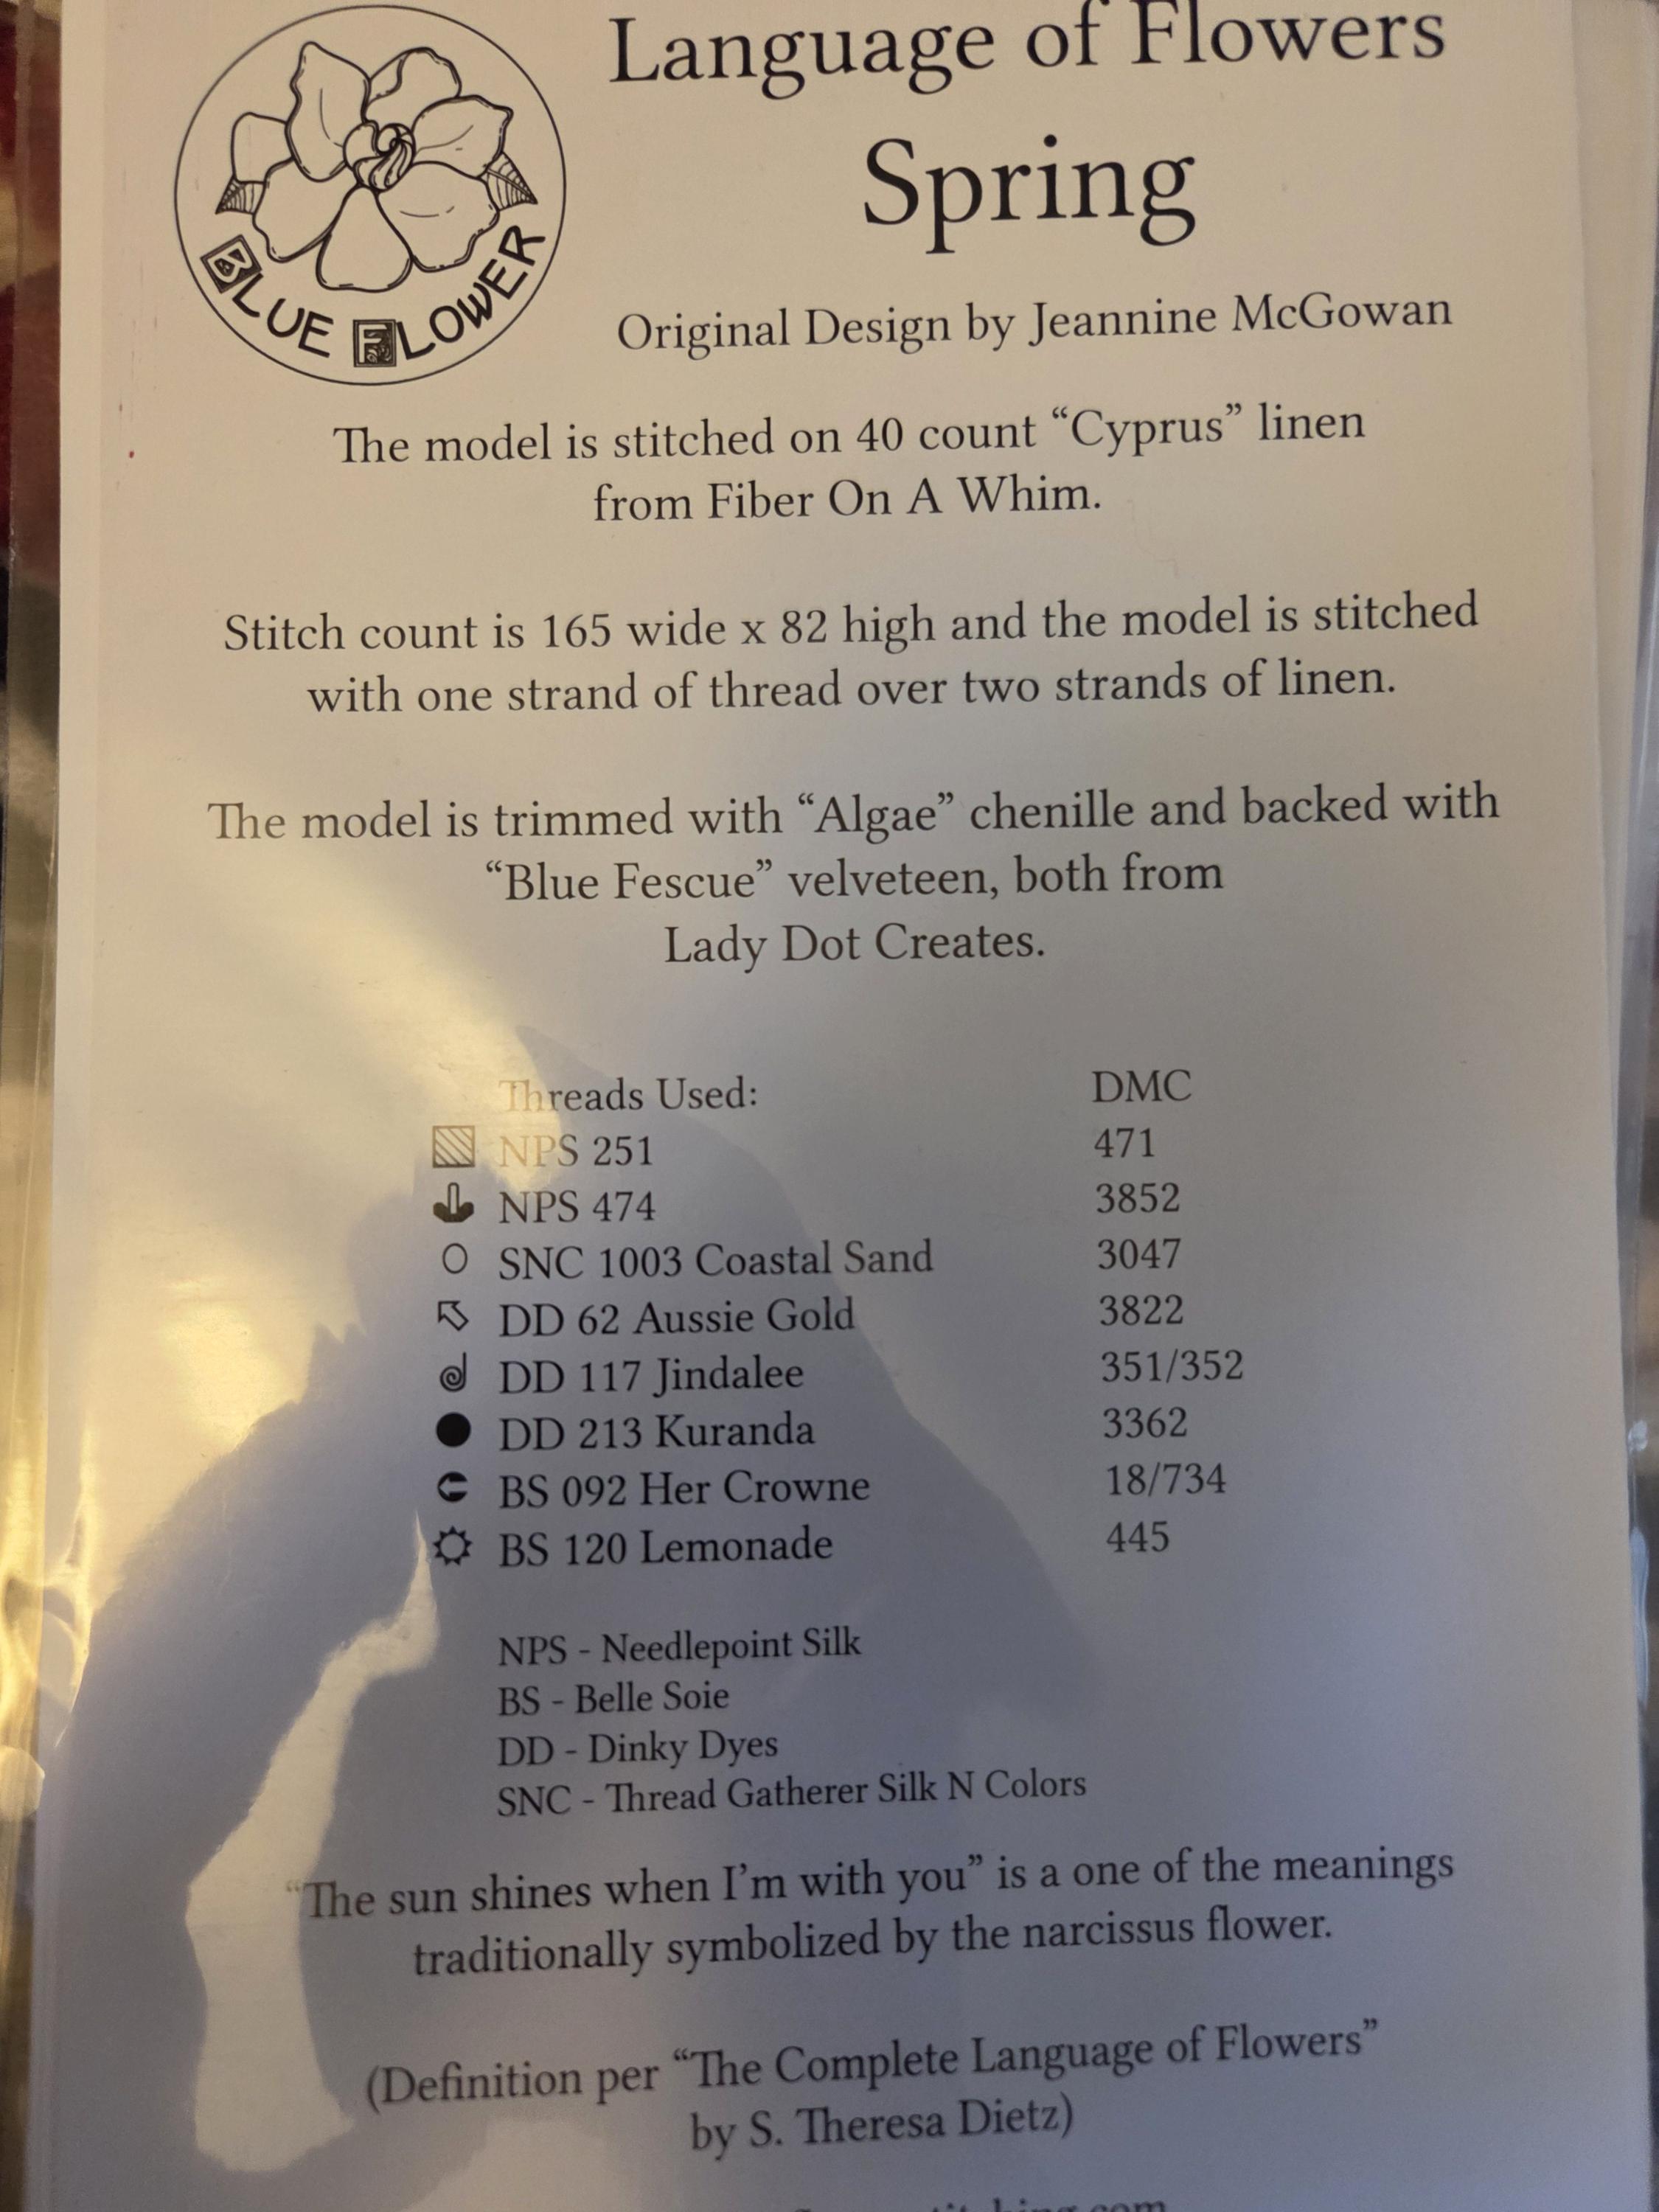 BLUE FLOWER
Language of Flowers
Spring
Original Design by Jeannine McGowan
The model is stitched on 40 count “Cyprus” linen
from Fiber On A Whim.
Stitch count is 165 wide x 82 high and the model is stitched
with one strand of thread over two strands of linen.
The model is trimmed with “Algae” chenille and backed with
“Blue Fescue” velveteen, both from
Lady Dot Creates.
Threads Used: DMC
NPS 251 471
NPS 474 3852
SNC 1003 Coastal Sand 3047
DD 62 Aussie Gold 3822
DD 117 Jindalee 351/352
DD 213 Kuranda 3362
BS 092 Her Crowne 18/734
BS 120 Lemonade 445
NPS - Needlepoint Silk
BS - Belle Soie
DD - Dinky Dyes
SNC - Thread Gatherer Silk N Colors
“The sun shines when I’m with you” is a one of the meanings
traditionally symbolized by the narcissus flower.
(Definition per “The Complete Language of Flowers”
by S. Theresa Dietz)